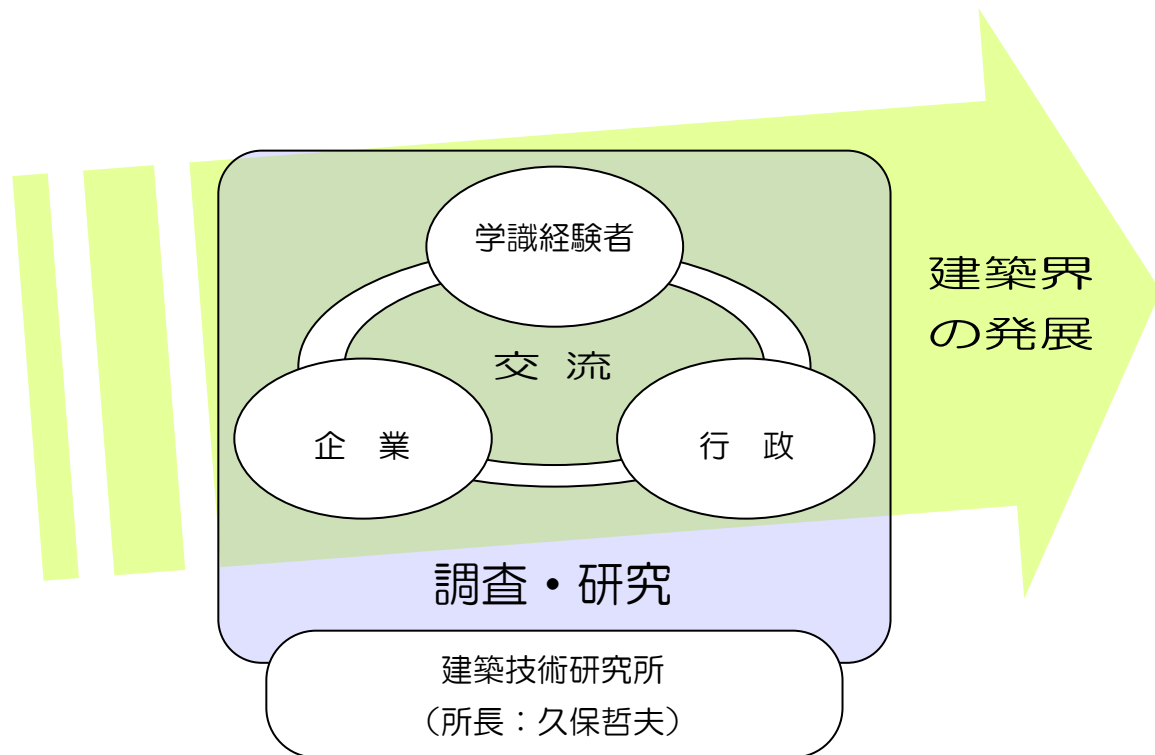 学識経験者
建築界
の発展
交 流
企 業
行 政
調査・研究
建築技術研究所
（所長：久保哲夫）